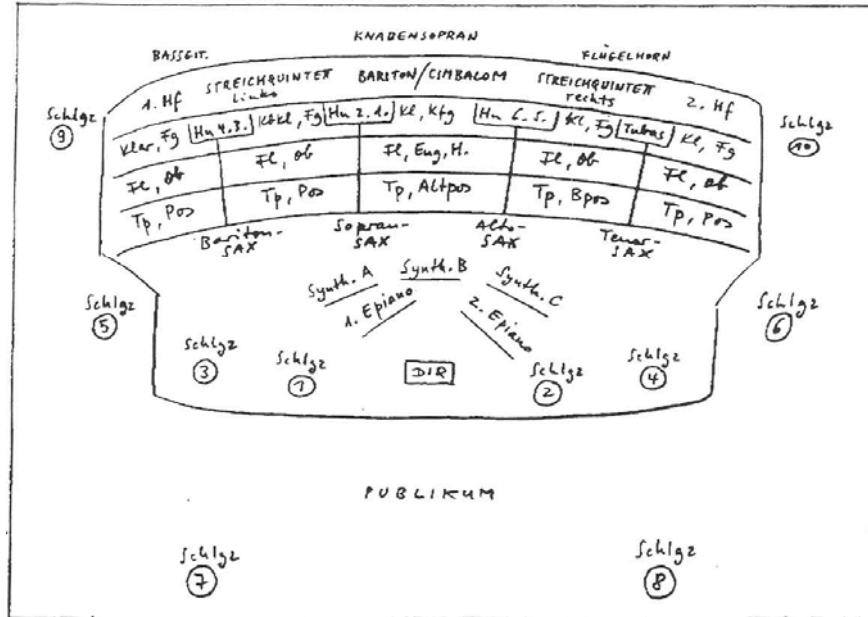 KNABENSOPRAN
BASSGIT.
FLÜGELHORN
1. Hf
STREICHQUINTETT
links
BARITON/CIMBALOM
STREICHQUINTETT
rechts
2. Hf
Schlgz
9
Klar, Fg
Hn 4.3.
Kbkl, Fg
Hn 2.1.
Kl, Kfg
Hn 6.5.
Kl, Fg
Tubas
Kl, Fg
Schlgz
10
Fl, Ob
Fl, Ob
Fl, Eng. H.
Fl, Ob
Fl, Ob
Tp, Pos
Tp, Pos
Tp, Altpos
Tp, Bpos
Tp, Pos
Bariton-
SAX
Sopran-
SAX
Alto-
SAX
Tenor-
SAX
Synth. A
Synth. B
Synth. C
1. Epiano
2. Epiano
Schlgz
5
Schlgz
6
Schlgz
3
Schlgz
1
DIR
Schlgz
2
Schlgz
4
PUBLIKUM
Schlgz
7
Schlgz
8